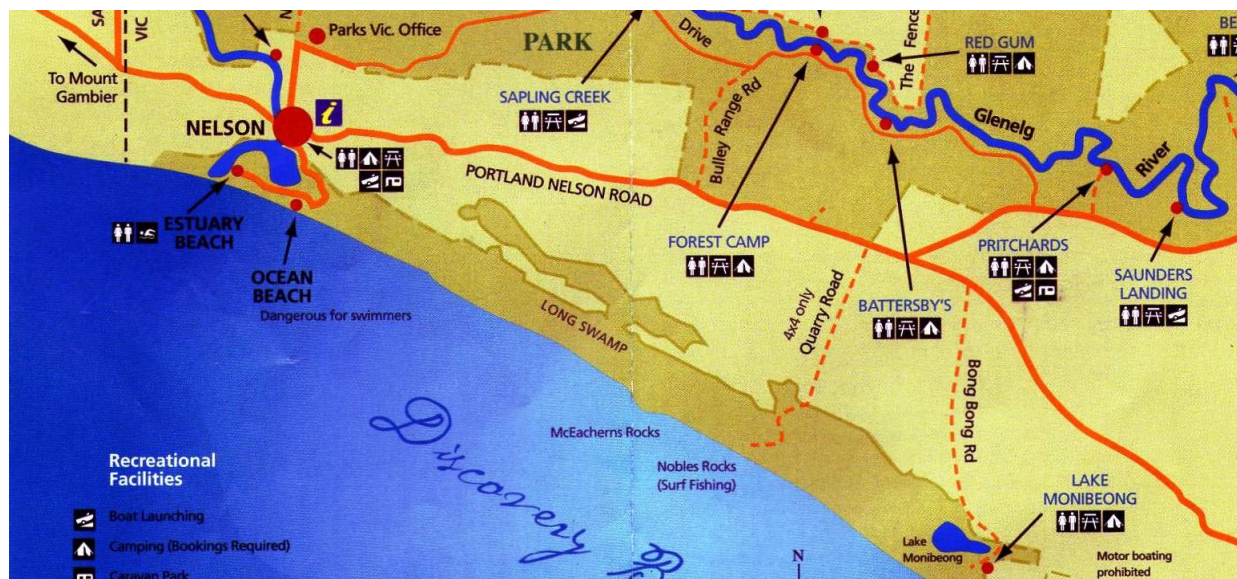 SA
VIC
N
Parks Vic. Office
PARK
Drive
The Fence
RED GUM
BE
To Mount
Gambier
SAPLING CREEK
Bulley Range Rd
Glenelg
River
NELSON
i
PORTLAND NELSON ROAD
ESTUARY
BEACH
OCEAN
BEACH
Dangerous for swimmers
FOREST CAMP
PRITCHARDS
SAUNDERS
LANDING
BATTERSBY'S
4x4 only
Quarry Road
LONG SWAMP
Bong Bong Rd
McEacherns Rocks
Nobles Rocks
(Surf Fishing)
Discovery
Recreational
Facilities
Boat Launching
Camping (Bookings Required)
Caravan Park
LAKE
MONIBEONG
Lake
Monibeong
N
Motor boating
prohibited